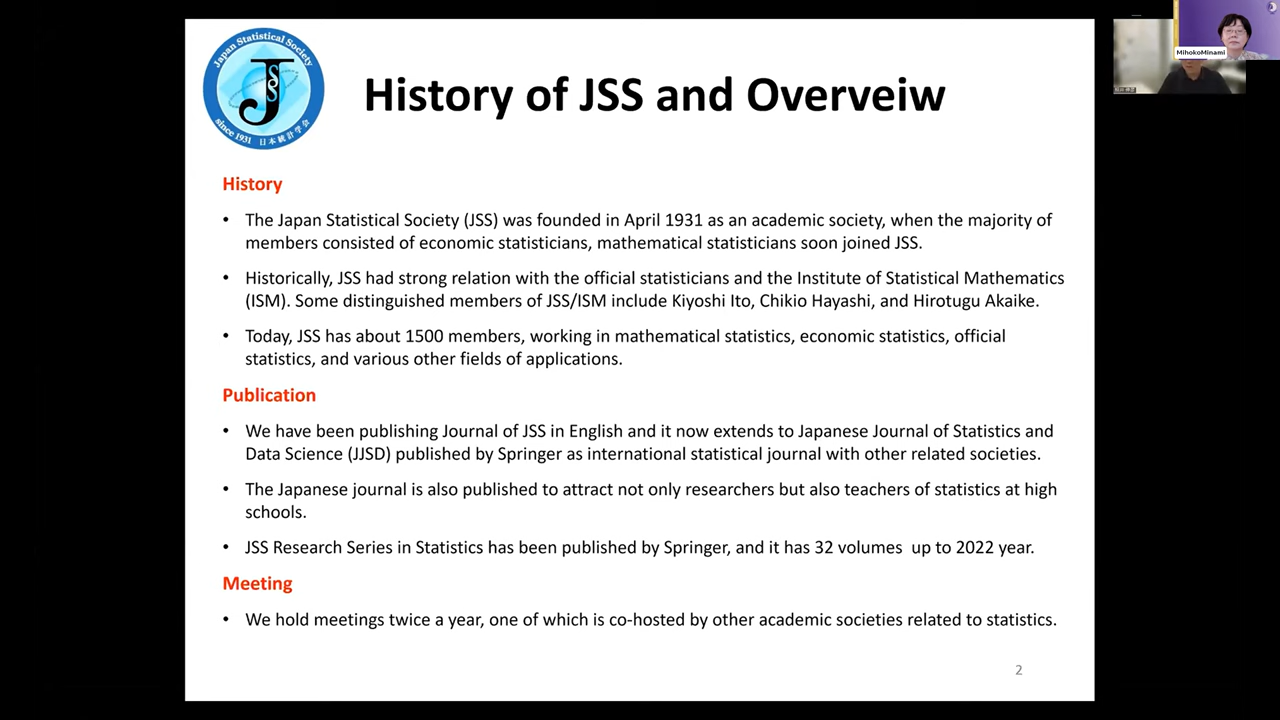 Japan Statistical Society
JSS
since 1931 日本統計学会
History of JSS and Overveiw
MihokoMinami
History
• The Japan Statistical Society (JSS) was founded in April 1931 as an academic society, when the majority of
members consisted of economic statisticians, mathematical statisticians soon joined JSS.
• Historically, JSS had strong relation with the official statisticians and the Institute of Statistical Mathematics
(ISM). Some distinguished members of JSS/ISM include Kiyoshi Ito, Chikio Hayashi, and Hirotugu Akaike.
• Today, JSS has about 1500 members, working in mathematical statistics, economic statistics, official
statistics, and various other fields of applications.
Publication
• We have been publishing Journal of JSS in English and it now extends to Japanese Journal of Statistics and
Data Science (JJSD) published by Springer as international statistical journal with other related societies.
• The Japanese journal is also published to attract not only researchers but also teachers of statistics at high
schools.
• JSS Research Series in Statistics has been published by Springer, and it has 32 volumes  up to 2022 year.
Meeting
• We hold meetings twice a year, one of which is co-hosted by other academic societies related to statistics.
2